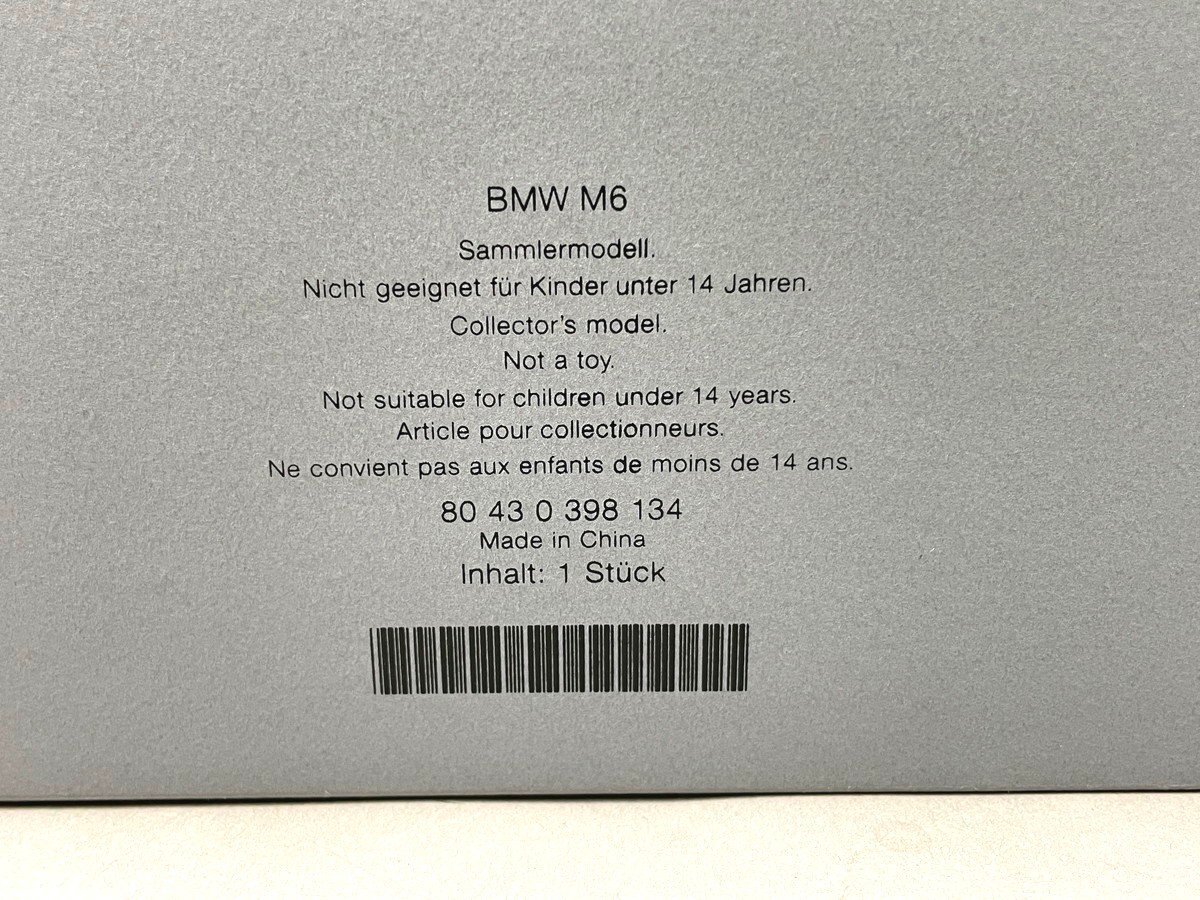 BMW M6
Sammlermodell.
Nicht geeignet für Kinder unter 14 Jahren.
Collector's model.
Not a toy.
Not suitable for children under 14 years.
Article pour collectionneurs.
Ne convient pas aux enfants de moins de 14 ans.
80 43 0 398 134
Made in China
Inhalt: 1 Stück